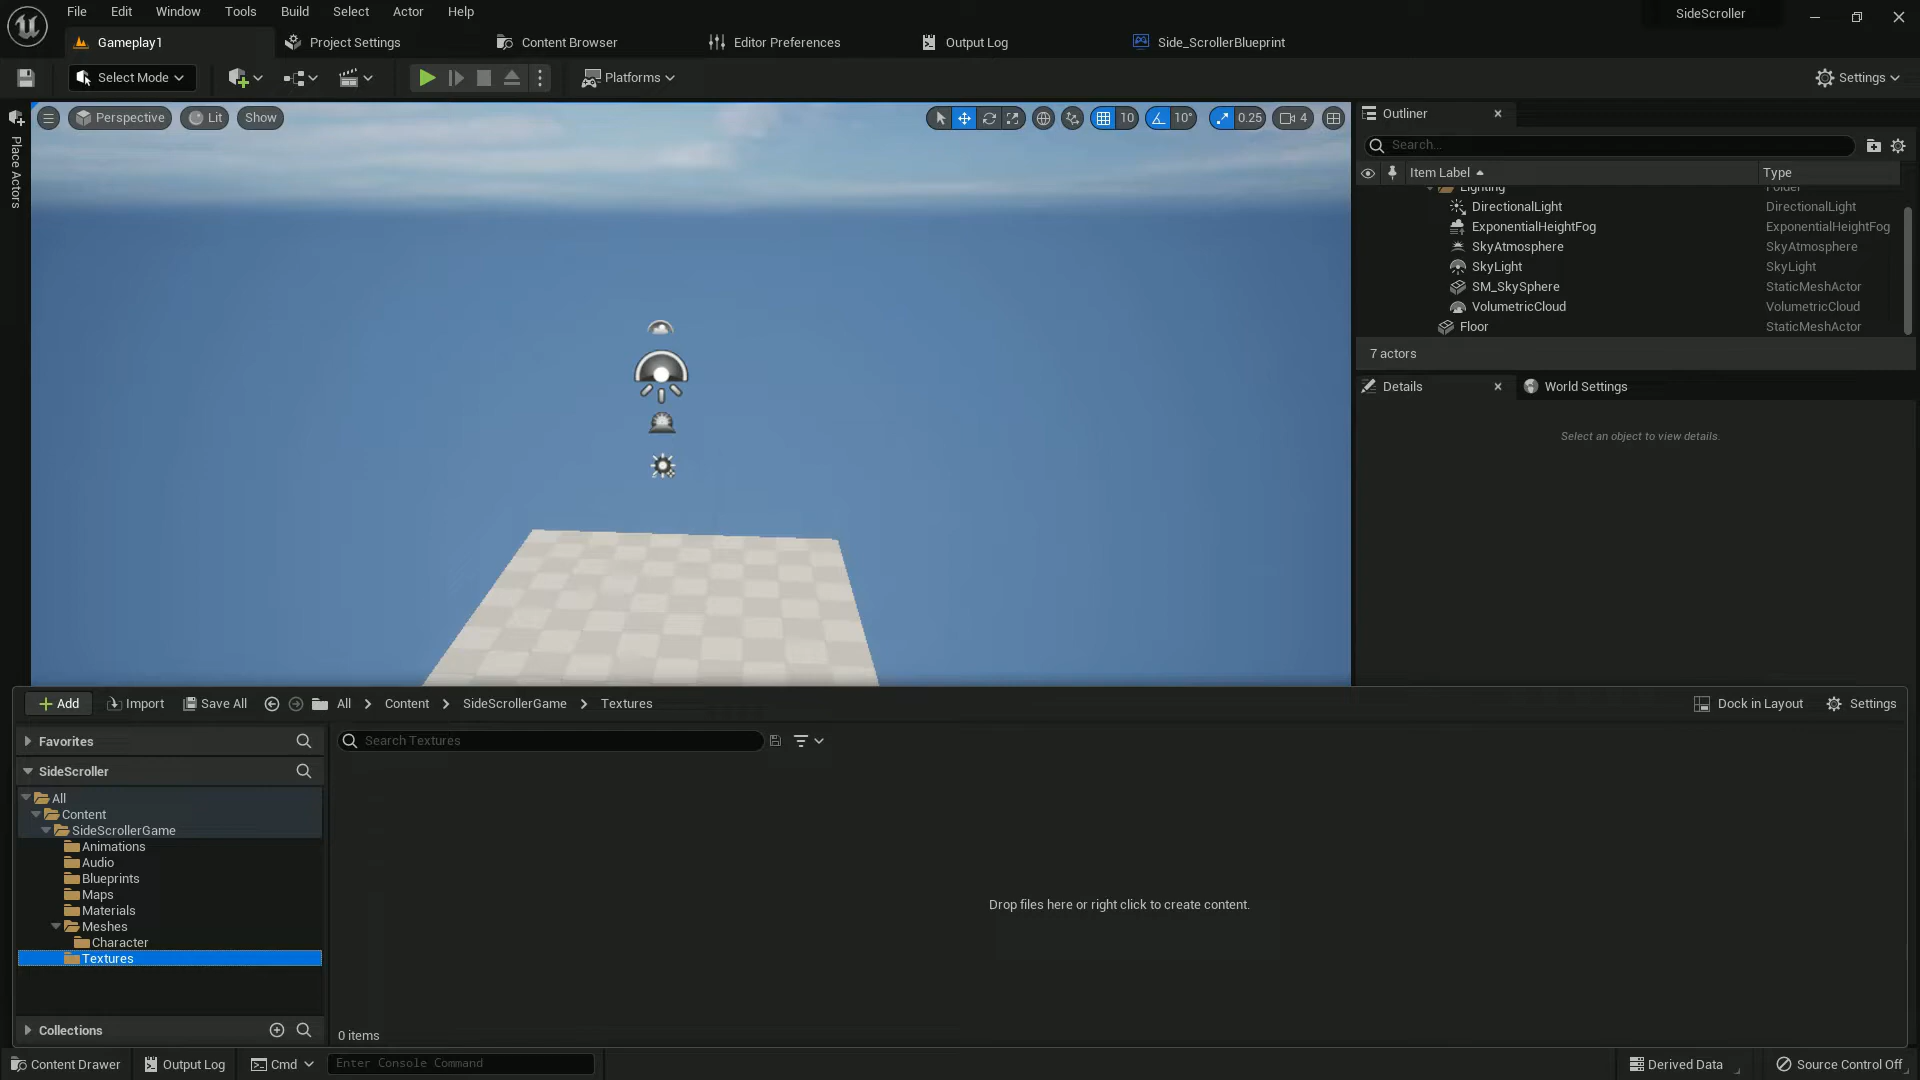 File Edit Window Tools Build Select Actor Help
SideScroller
Gameplay1
Project Settings
Content Browser
Editor Preferences
Output Log
Side_ScrollerBlueprint
Select Mode
Platforms
Settings
Place Actors
Perspective
Lit
Show
10
10°
0.25
4
Outliner
Search...
Item Label
Type
Lighting Folder
DirectionalLight DirectionalLight
ExponentialHeightFog ExponentialHeightFog
SkyAtmosphere SkyAtmosphere
SkyLight SkyLight
SM_SkySphere StaticMeshActor
VolumetricCloud VolumetricCloud
Floor StaticMeshActor
7 actors
Details
World Settings
Select an object to view details.
Add
Import
Save All
All
Content
SideScrollerGame
Textures
Dock in Layout
Settings
Favorites
Search Textures
SideScroller
All
Content
SideScrollerGame
Animations
Audio
Blueprints
Maps
Materials
Meshes
Character
Textures
Drop files here or right click to create content.
Collections
0 items
Content Drawer
Output Log
Cmd
Enter Console Command
Derived Data
Source Control Off